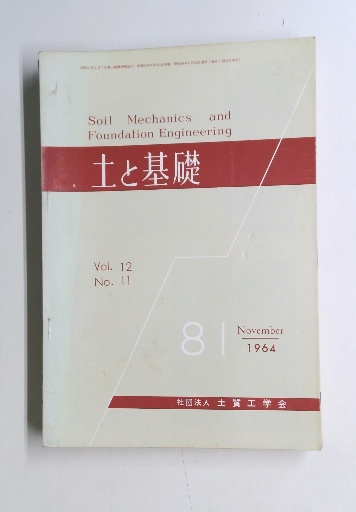 Soil Mechanics and
Foundation Engineering
土と基礎
Vol. 12
No. 11
81
November
1964
社団法人 土質工学会